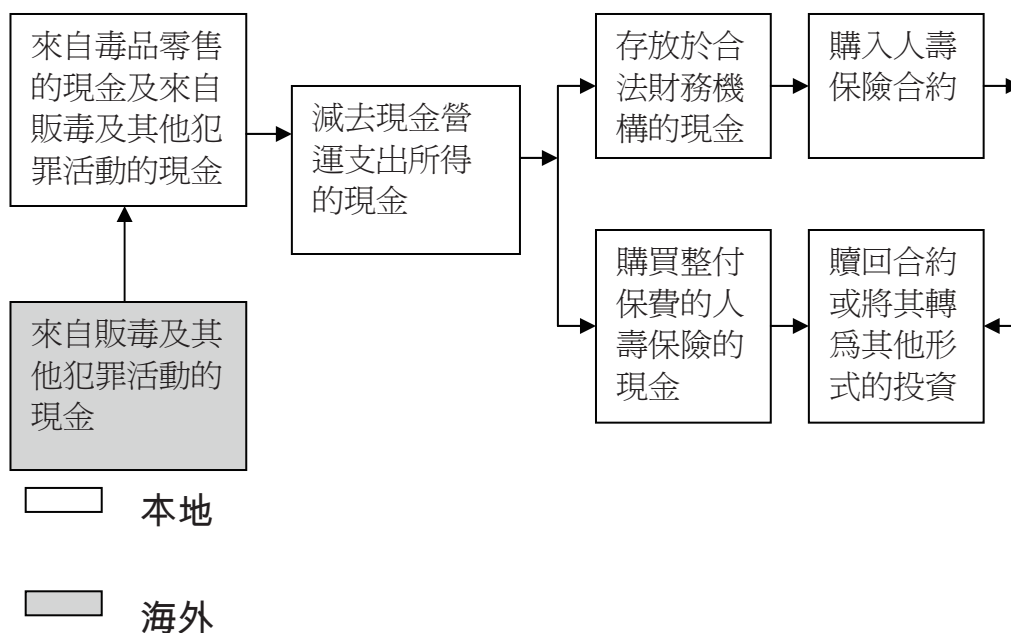 來自毒品零售
的現金及來自
販毒及其他犯
罪活動的現金
減去現金營
運支出所得
的現金
存放於合
法財務機
構的現金
購入人壽
保險合約
購買整付
保費的人
壽保險的
現金
贖回合約
或將其轉
爲其他形
式的投資
來自販毒及其
他犯罪活動的
現金
本地
海外